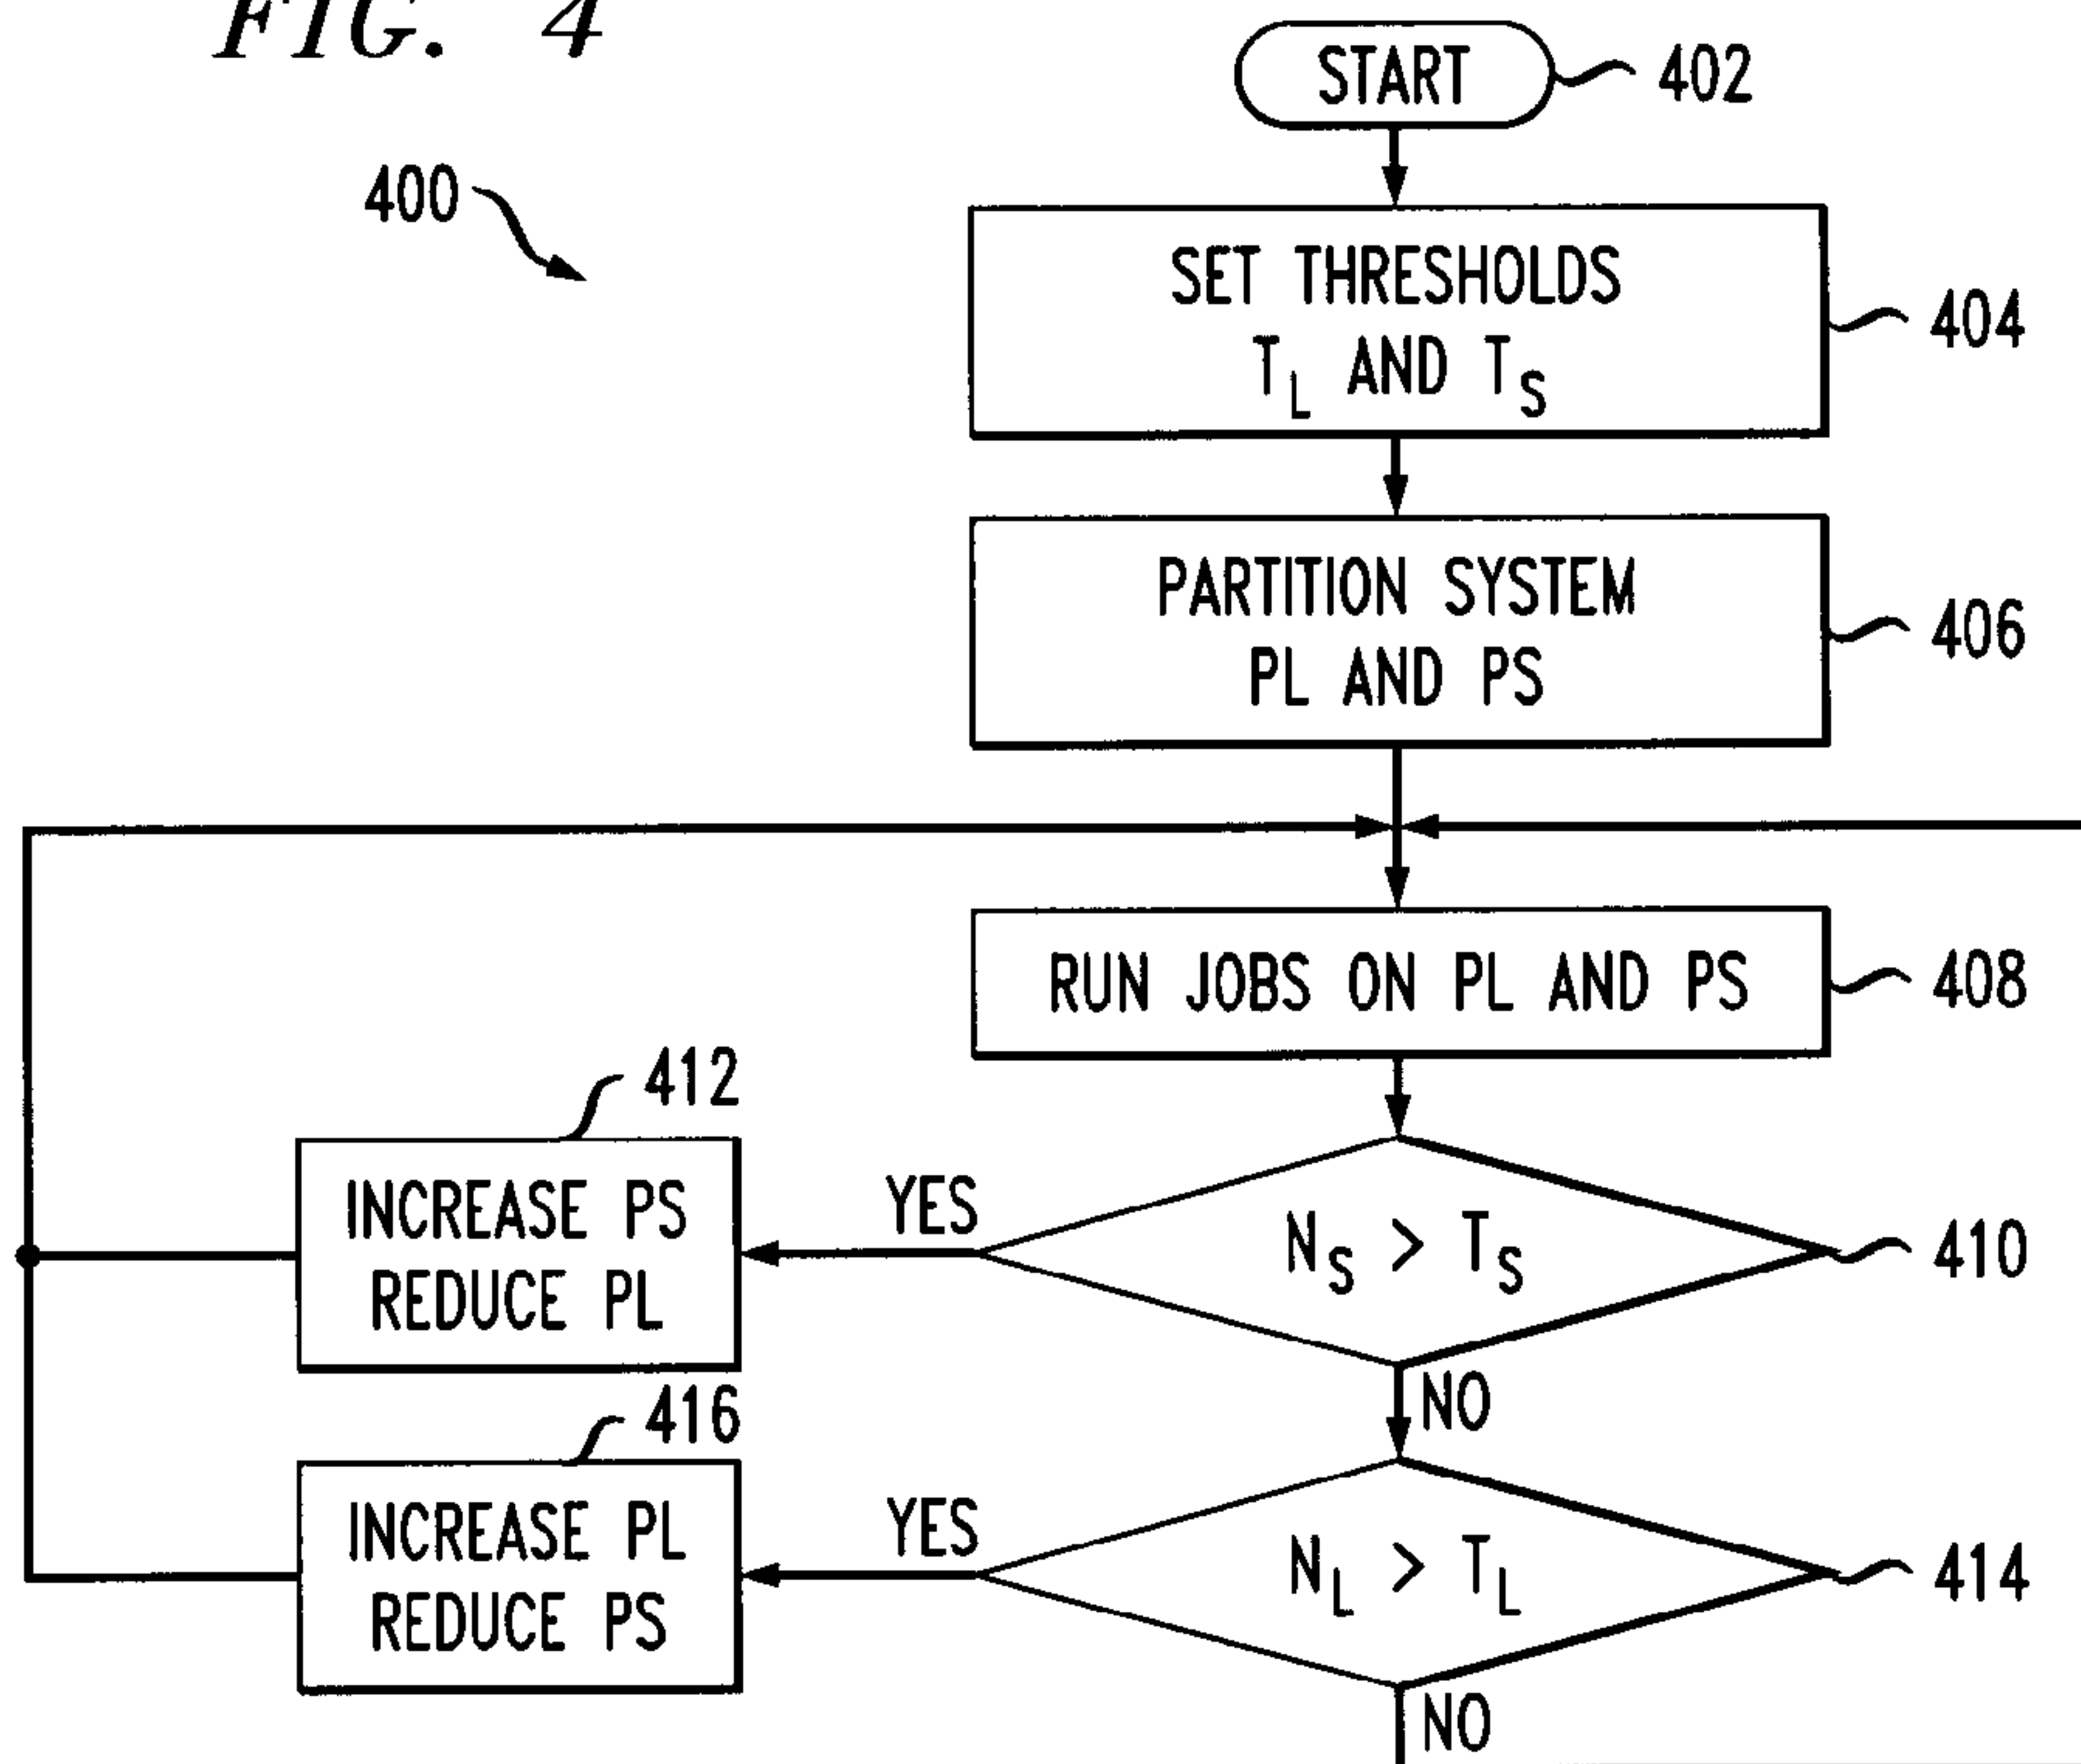 FIG. 4
START
402
400
SET THRESHOLDS
T_L AND T_S
404
PARTITION SYSTEM
PL AND PS
406
RUN JOBS ON PL AND PS
408
412
INCREASE PS
REDUCE PL
YES
N_S > T_S
410
NO
416
INCREASE PL
REDUCE PS
YES
N_L > T_L
414
NO